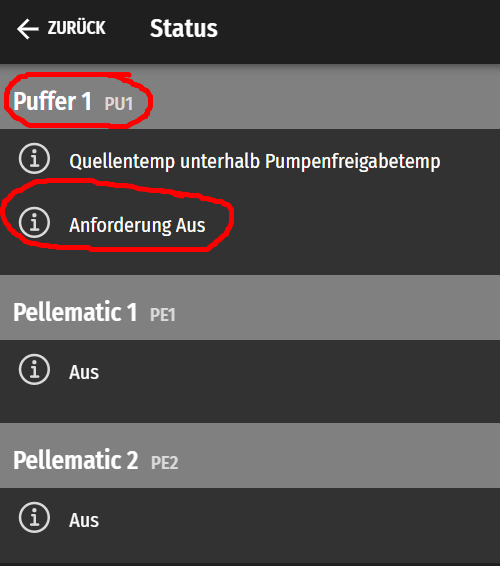 ZURÜCK Status
Puffer 1 PU1
Quellentemp unterhalb Pumpenfreigabetemp
Anforderung Aus
Pellematic 1 PE1
Aus
Pellematic 2 PE2
Aus